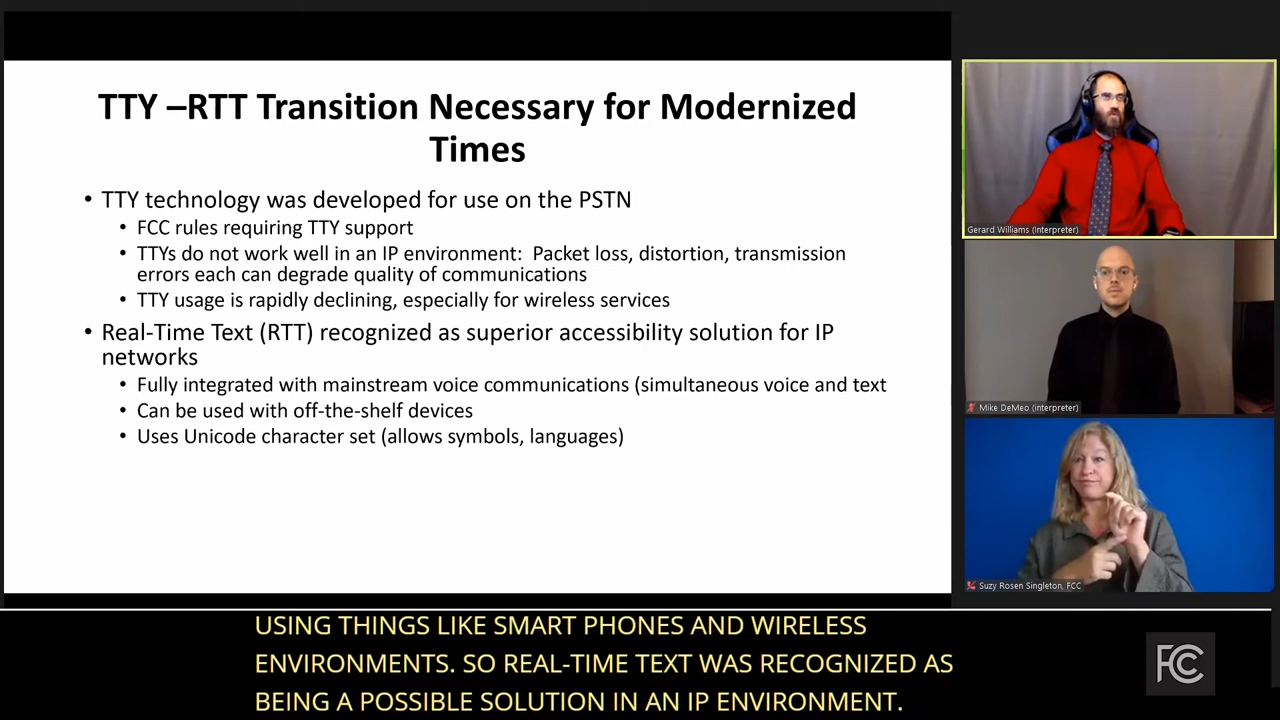 TTY –RTT Transition Necessary for Modernized
Times
• TTY technology was developed for use on the PSTN
• FCC rules requiring TTY support
• TTYs do not work well in an IP environment: Packet loss, distortion, transmission
errors each can degrade quality of communications
• TTY usage is rapidly declining, especially for wireless services
• Real-Time Text (RTT) recognized as superior accessibility solution for IP
networks
• Fully integrated with mainstream voice communications (simultaneous voice and text
• Can be used with off-the-shelf devices
• Uses Unicode character set (allows symbols, languages)
Gerard Williams (Interpreter)
Mike DeMeo (interpreter)
Suzy Rosen Singleton, FCC
USING THINGS LIKE SMART PHONES AND WIRELESS
ENVIRONMENTS. SO REAL-TIME TEXT WAS RECOGNIZED AS
BEING A POSSIBLE SOLUTION IN AN IP ENVIRONMENT.
FCC